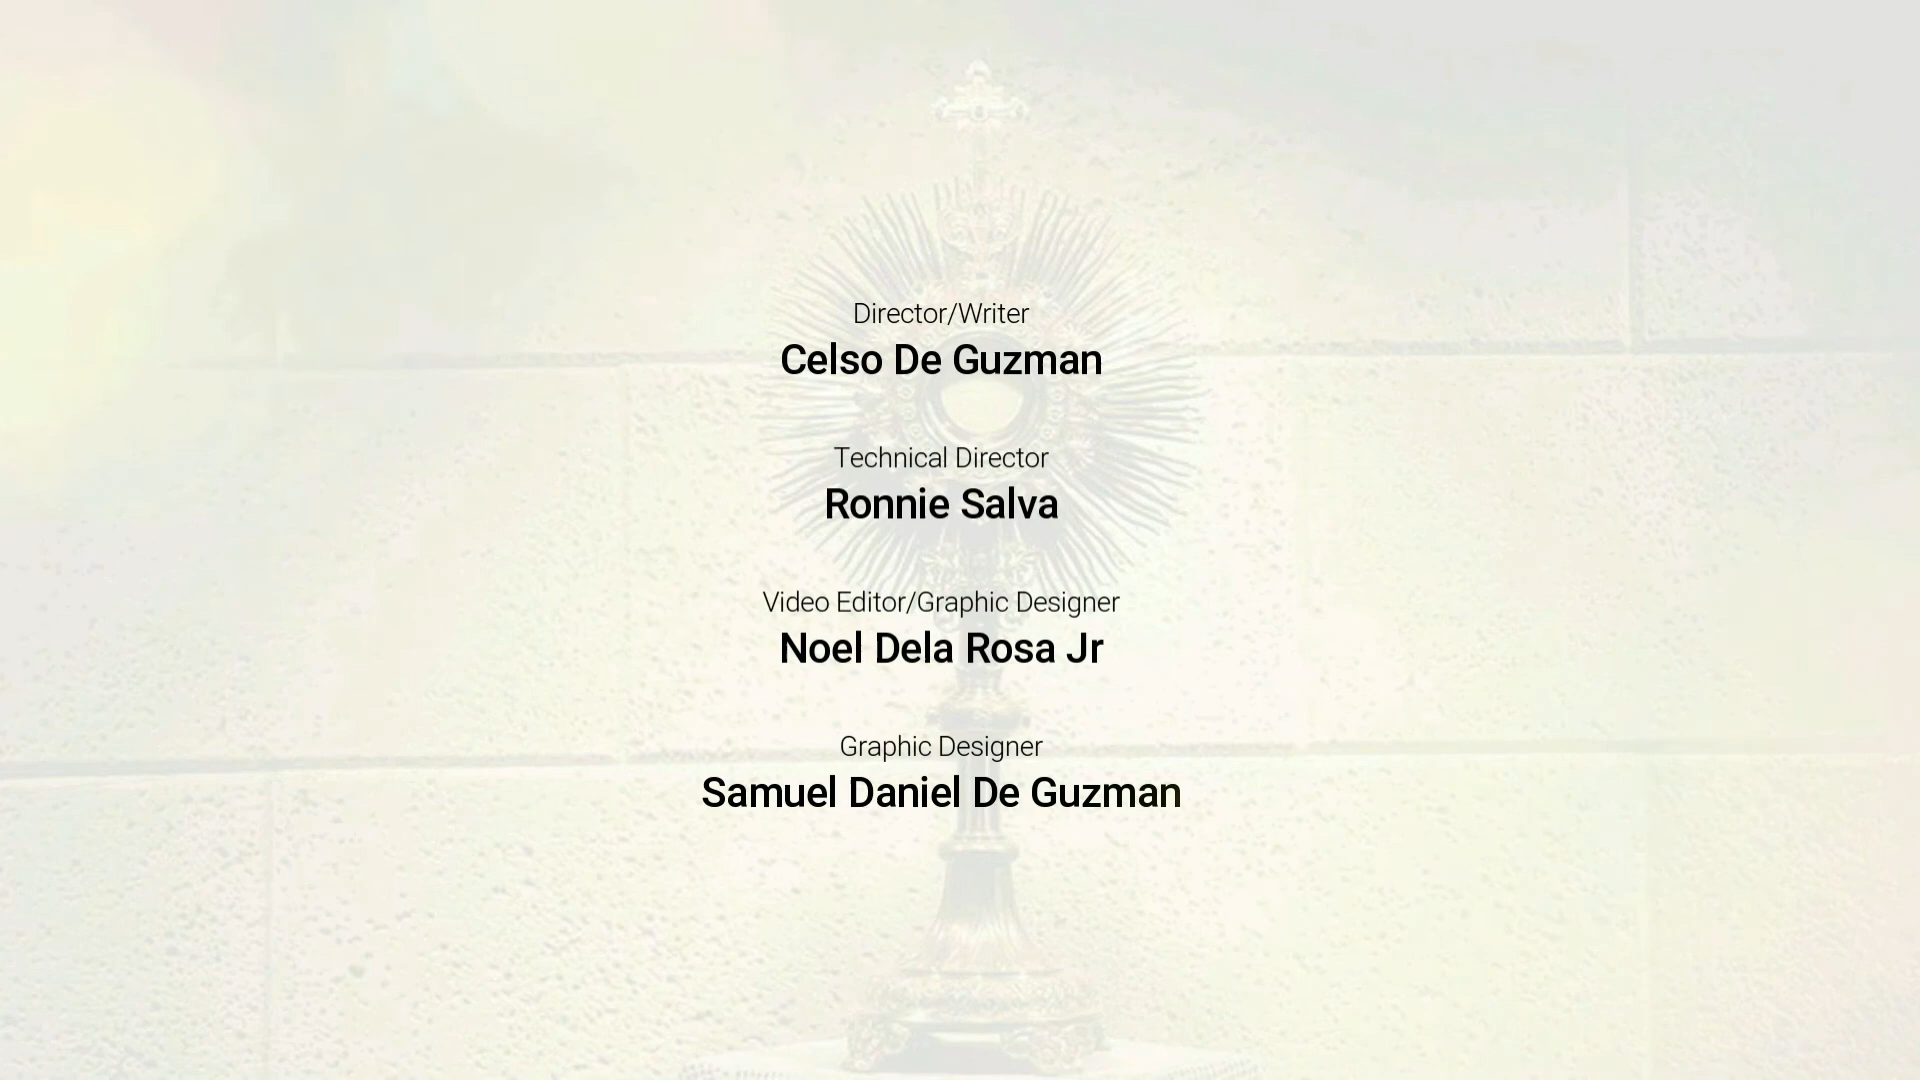 Director/Writer
Celso De Guzman
Technical Director
Ronnie Salva
Video Editor/Graphic Designer
Noel Dela Rosa Jr
Graphic Designer
Samuel Daniel De Guzman